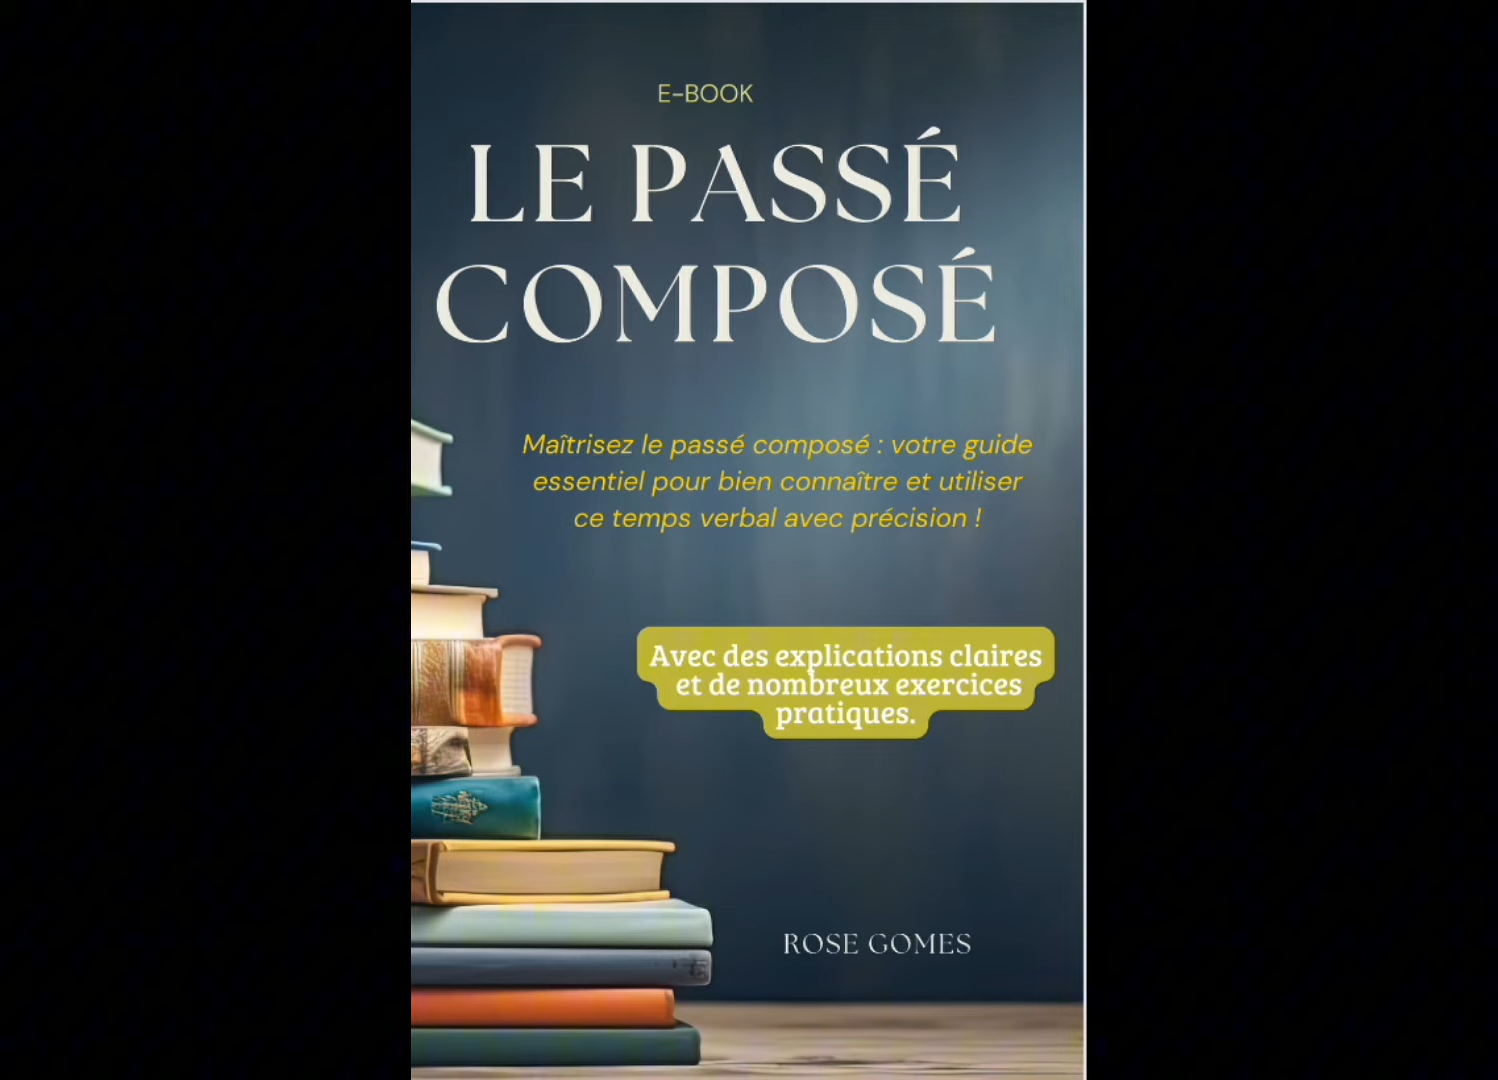 E-BOOK
LE PASSÉ
COMPOSÉ
Maîtrisez le passé composé : votre guide
essentiel pour bien connaître et utiliser
ce temps verbal avec précision !
Avec des explications claires
et de nombreux exercices
pratiques.
ROSE GOMES